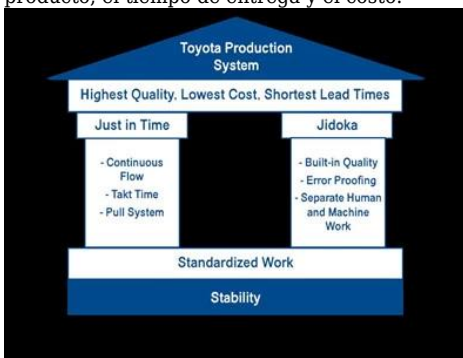 producto, el tiempo de entrega y el costo.
Toyota Production
System
Highest Quality, Lowest Cost, Shortest Lead Times
Just in Time
- Continuous
Flow
- Takt Time
- Pull System
Jidoka
- Built-in Quality
- Error Proofing
- Separate Human
and Machine
Work
Standardized Work
Stability